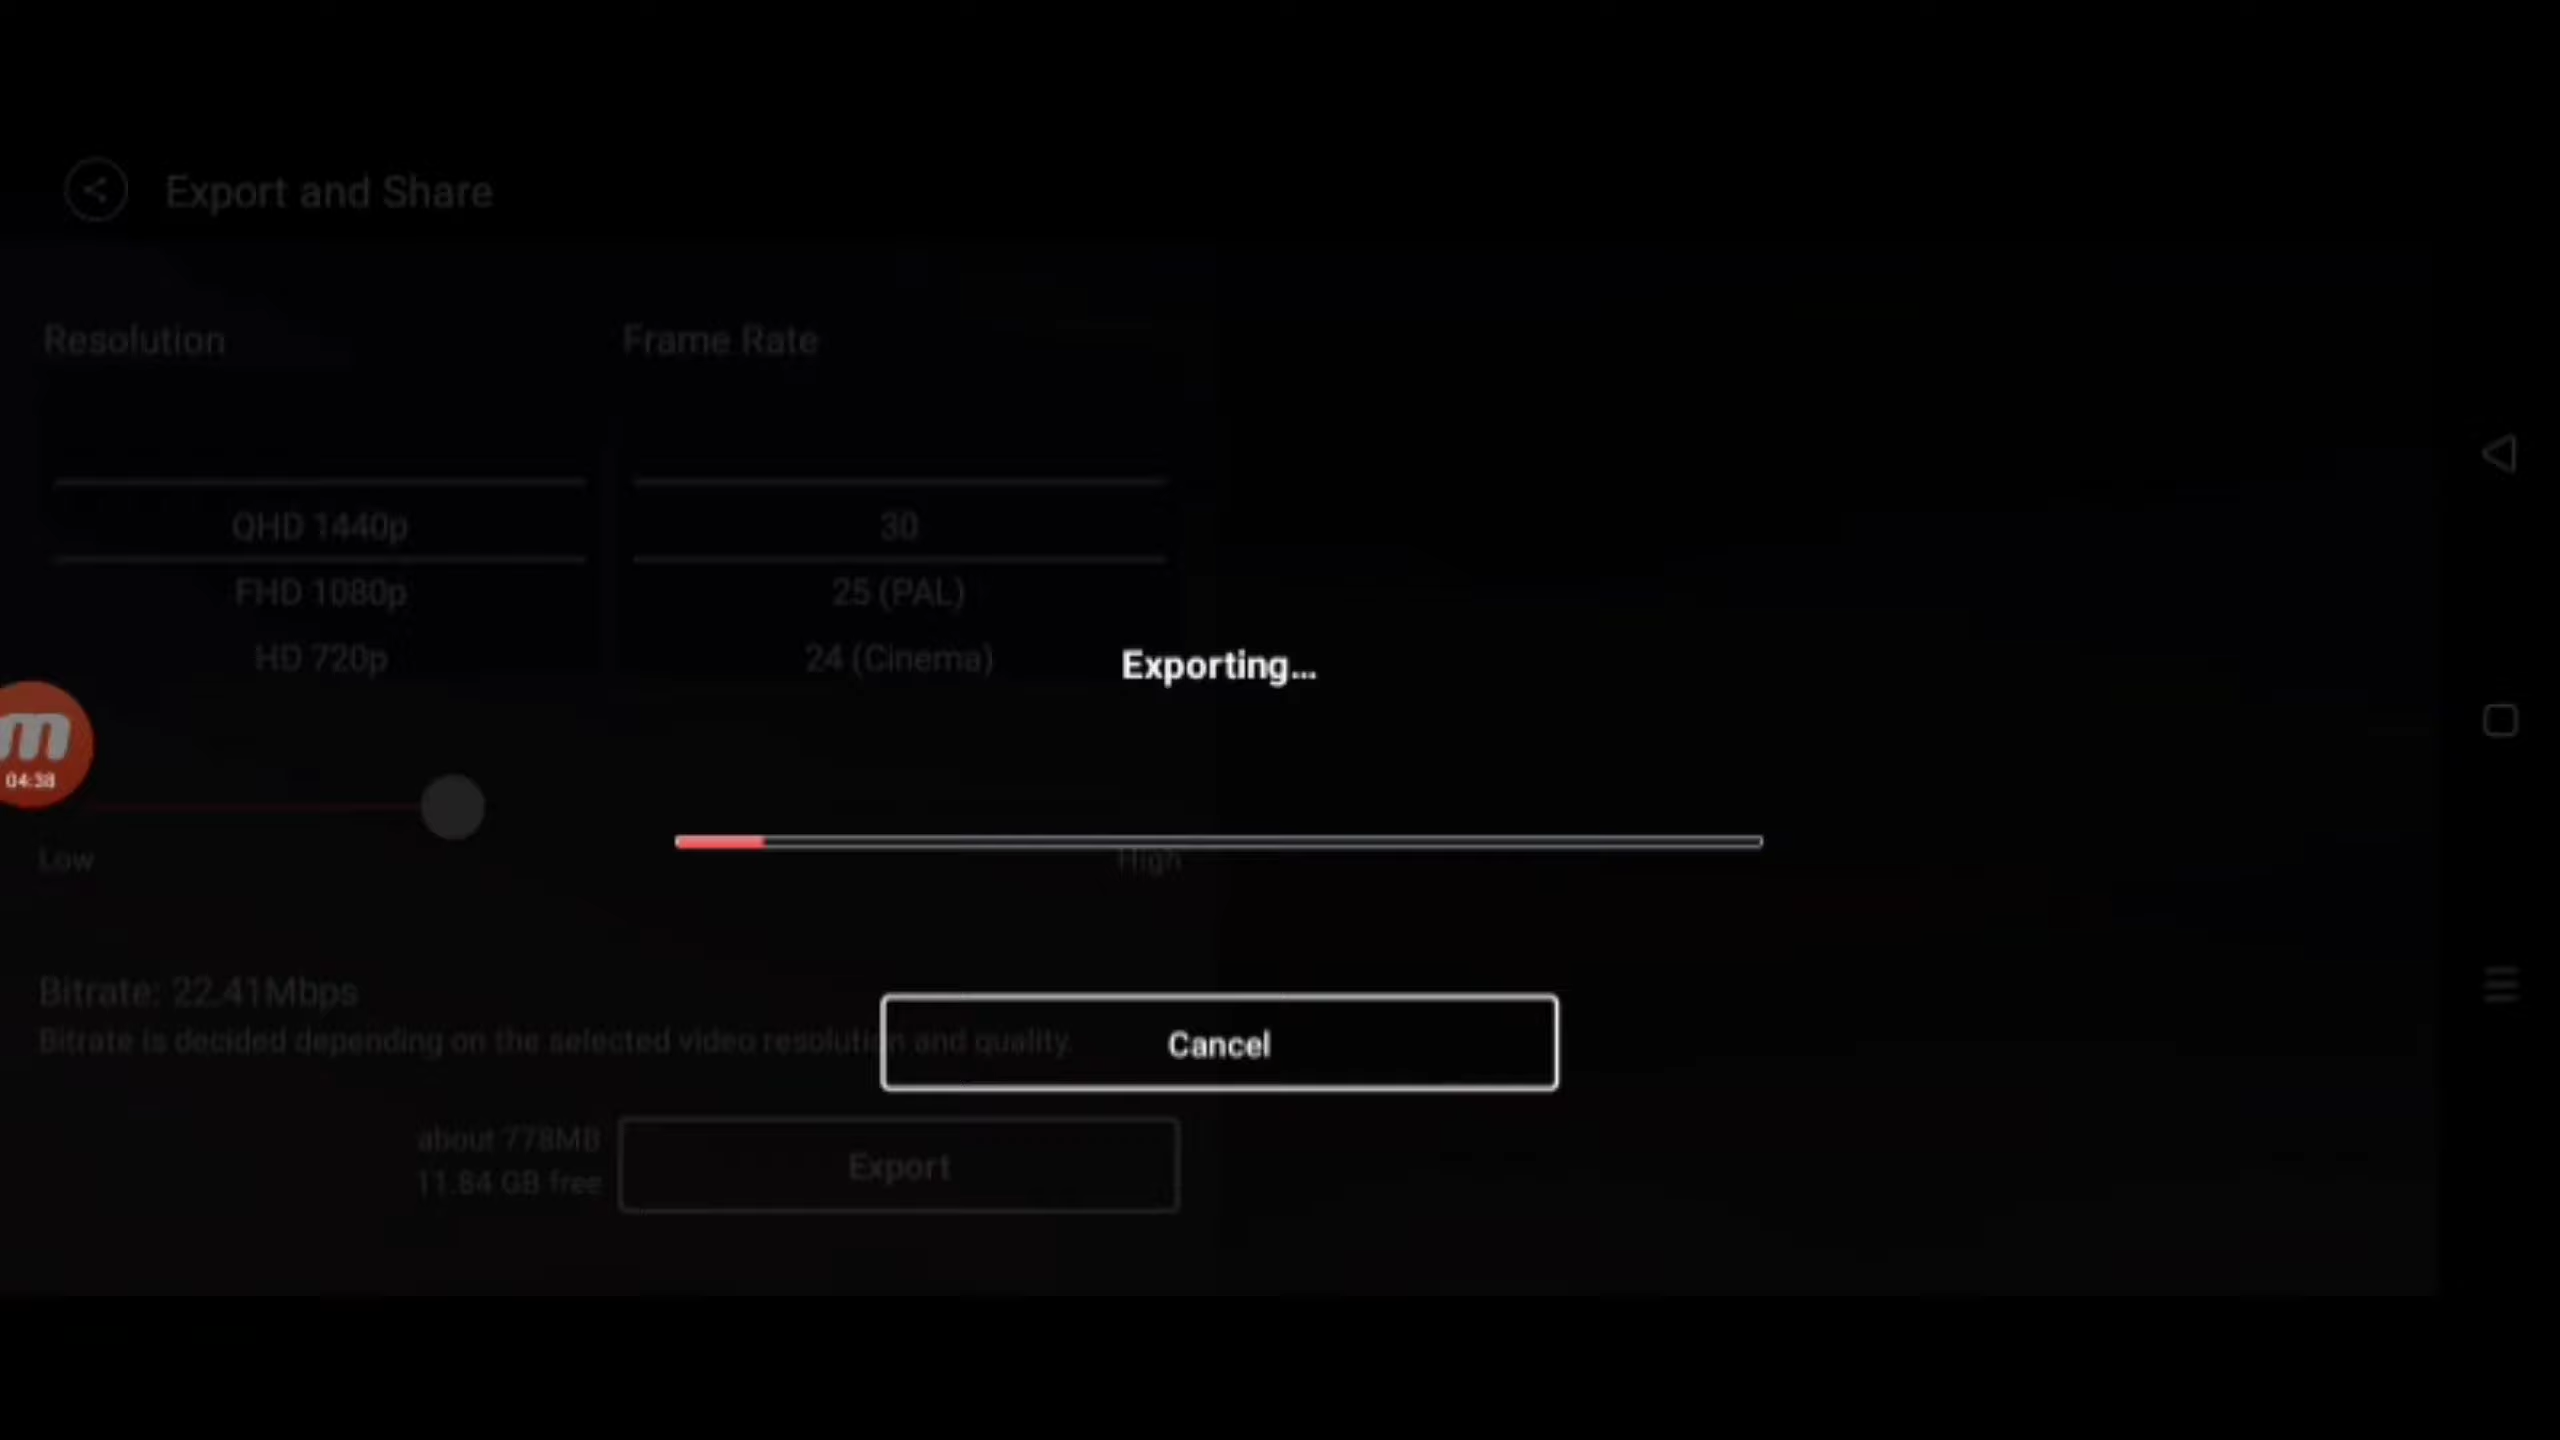 Export and Share
Resolution
Frame Rate
QHD 1440p
30
FHD 1080p
25 (PAL)
HD 720p
24 (Cinema)
Exporting...
m
04:38
Low
High
Bitrate: 22.41Mbps
Bitrate is decided depending on the selected video resolution and quality.
Cancel
about 778MB
11.84 GB free
Export